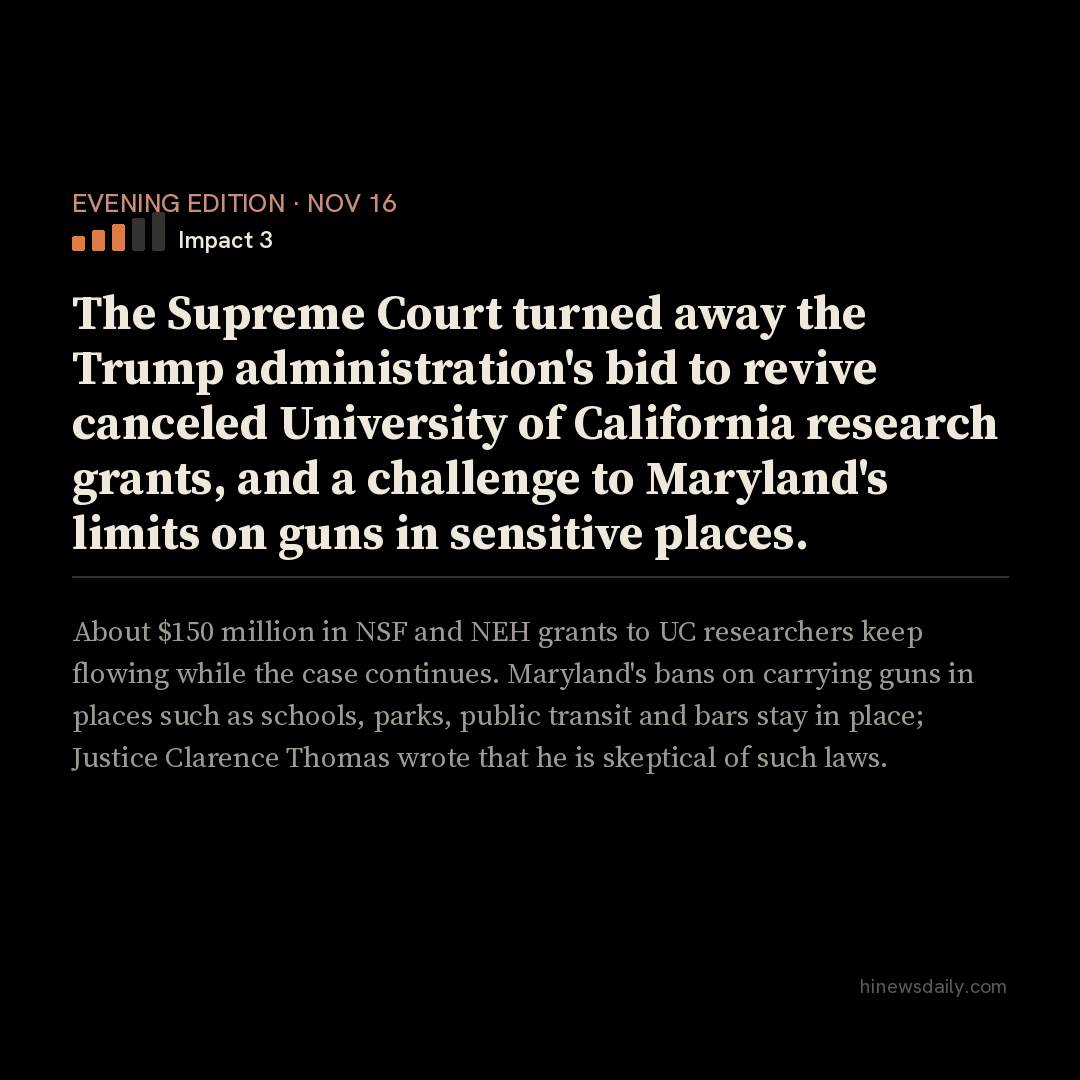 EVENING EDITION · NOV 16
Impact 3
The Supreme Court turned away the
Trump administration's bid to revive
canceled University of California research
grants, and a challenge to Maryland's
limits on guns in sensitive places.
About $150 million in NSF and NEH grants to UC researchers keep
flowing while the case continues. Maryland's bans on carrying guns in
places such as schools, parks, public transit and bars stay in place;
Justice Clarence Thomas wrote that he is skeptical of such laws.
hinewsdaily.com